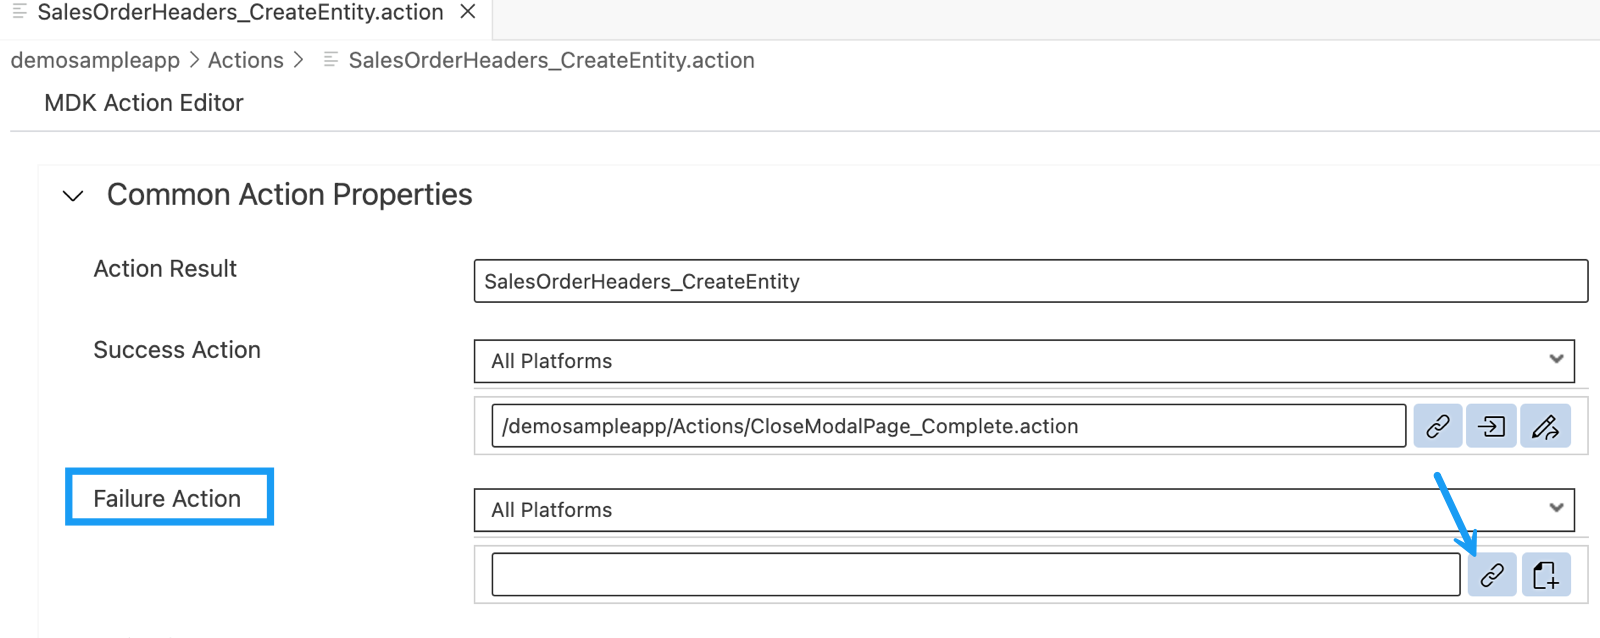 SalesOrderHeaders_CreateEntity.action
demosampleapp > Actions > SalesOrderHeaders_CreateEntity.action
MDK Action Editor
Common Action Properties
Action Result
SalesOrderHeaders_CreateEntity
Success Action
All Platforms
/demosampleapp/Actions/CloseModalPage_Complete.action
Failure Action
All Platforms